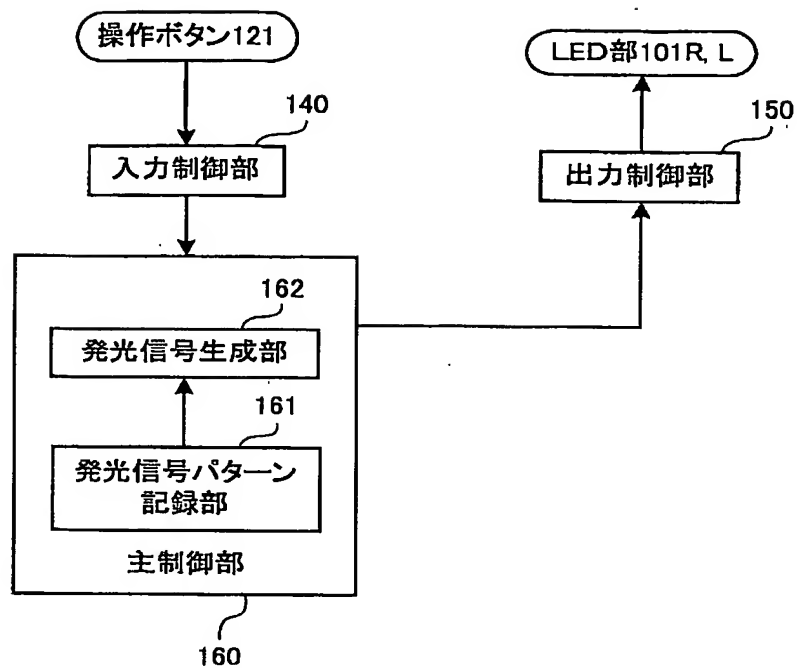 操作ボタン121
LED部101R, L
140
150
入力制御部
出力制御部
162
発光信号生成部
161
発光信号パターン
記録部
主制御部
160